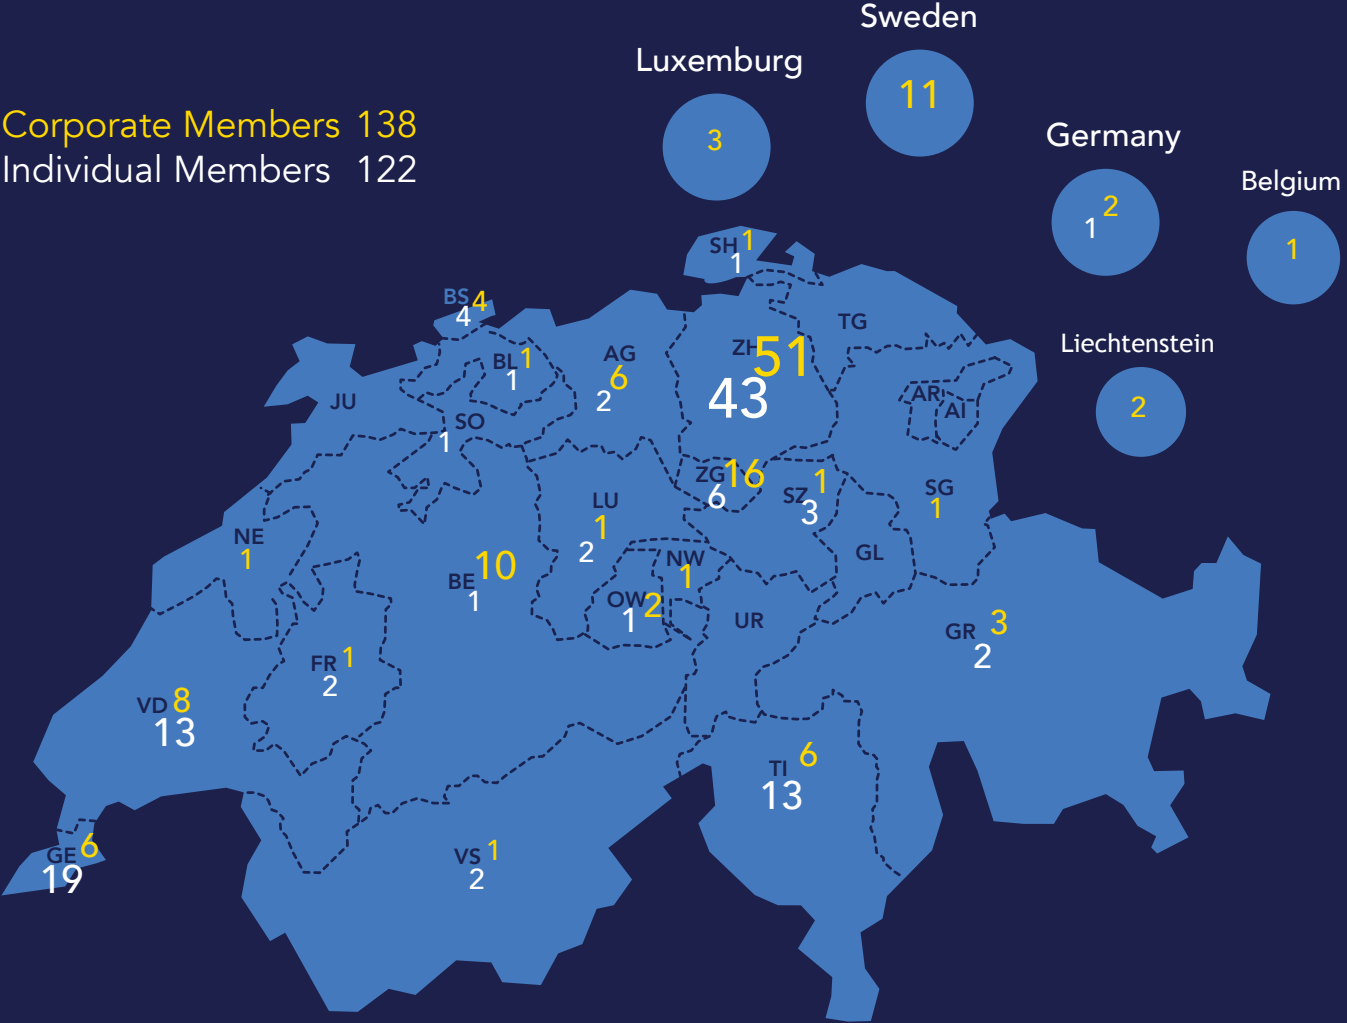 Sweden
11
Luxemburg
3
Corporate Members 138
Individual Members 122
Germany
2
1
Belgium
1
Liechtenstein
2
SH 1
1
BS 4
4
TG
ZH 51
43
BL 1
1
AG
6
2
JU
SO
1
AR
AI
ZG 16
6
SZ 1
3
SG
1
LU
1
2
NE
1
NW
1
GL
BE 10
1
OW 2
1
UR
GR 3
2
FR 1
2
VD 8
13
TI 6
13
GE 6
19
VS 1
2